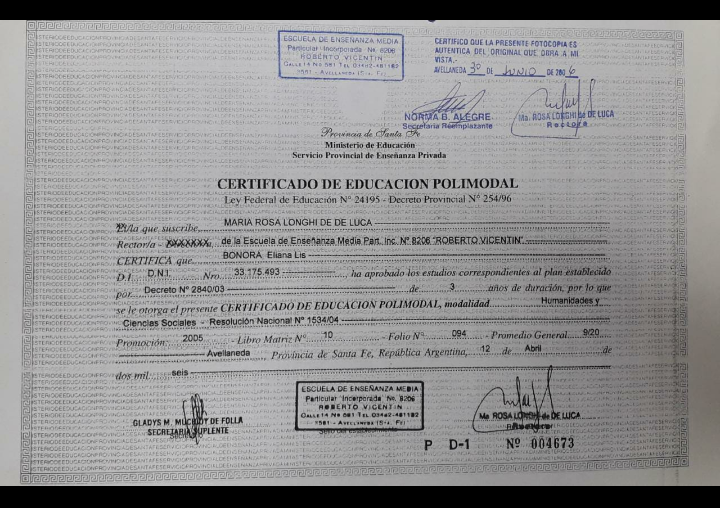 ESCUELA DE ENSEÑANZA MEDIA
Particular Incorporada No. 8206
ROBERTO VICENTIN
CALLE 14 No 581 TEL 03482-481182
3561 - AVELLANEDA (S. Fe)
CERTIFICO QUE LA PRESENTE FOTOCOPIA ES
AUTENTICA DEL ORIGINAL QUE OBRA A MI
VISTA.-
AVELLANEDA 30 DE JUNIO DE 200 6
NORMA B. ALEGRE
Secretaria Reemplazante
Ma. ROSA LONGHI de DE LUCA
Rectora
Provincia de Santa Fe
Ministerio de Educación
Servicio Provincial de Enseñanza Privada
CERTIFICADO DE EDUCACION POLIMODAL
Ley Federal de Educación N° 24195 - Decreto Provincial N° 254/96
El/la que suscribe, MARIA ROSA LONGHI DE DE LUCA
Rector/a - XXXXXXX, de la Escuela de Enseñanza Media Part. Inc. Nº 8206 "ROBERTO VICENTIN"
CERTIFICA que BONORA, Eliana Lis
D.I. D.N.I. Nro. 33.175.493 , ha aprobado los estudios correspondientes al plan establecido
por Decreto Nº 2840/03 de 3 años de duración, por lo que
se le otorga el presente CERTIFICADO DE EDUCACION POLIMODAL, modalidad Humanidades y
Ciencias Sociales - Resolución Nacional Nº 1534/04
Promoción: 2005 - Libro Matriz N° 10 - Folio N° 094 - Promedio General 9/20
Avellaneda Provincia de Santa Fe, República Argentina, 12 de Abril de
dos mil seis
GLADYS M. DE FOLLA
SECRETARIA SUPLENTE
ESCUELA DE ENSEÑANZA MEDIA
Particular Incorporada No. 8206
ROBERTO VICENTIN
CALLE 14 No 581 TEL 03482-481182
3561 - AVELLANEDA (S. Fe)
Sello del establecimiento
Ma ROSA LONGHI de DE LUCA
P D-1 Nº 004673